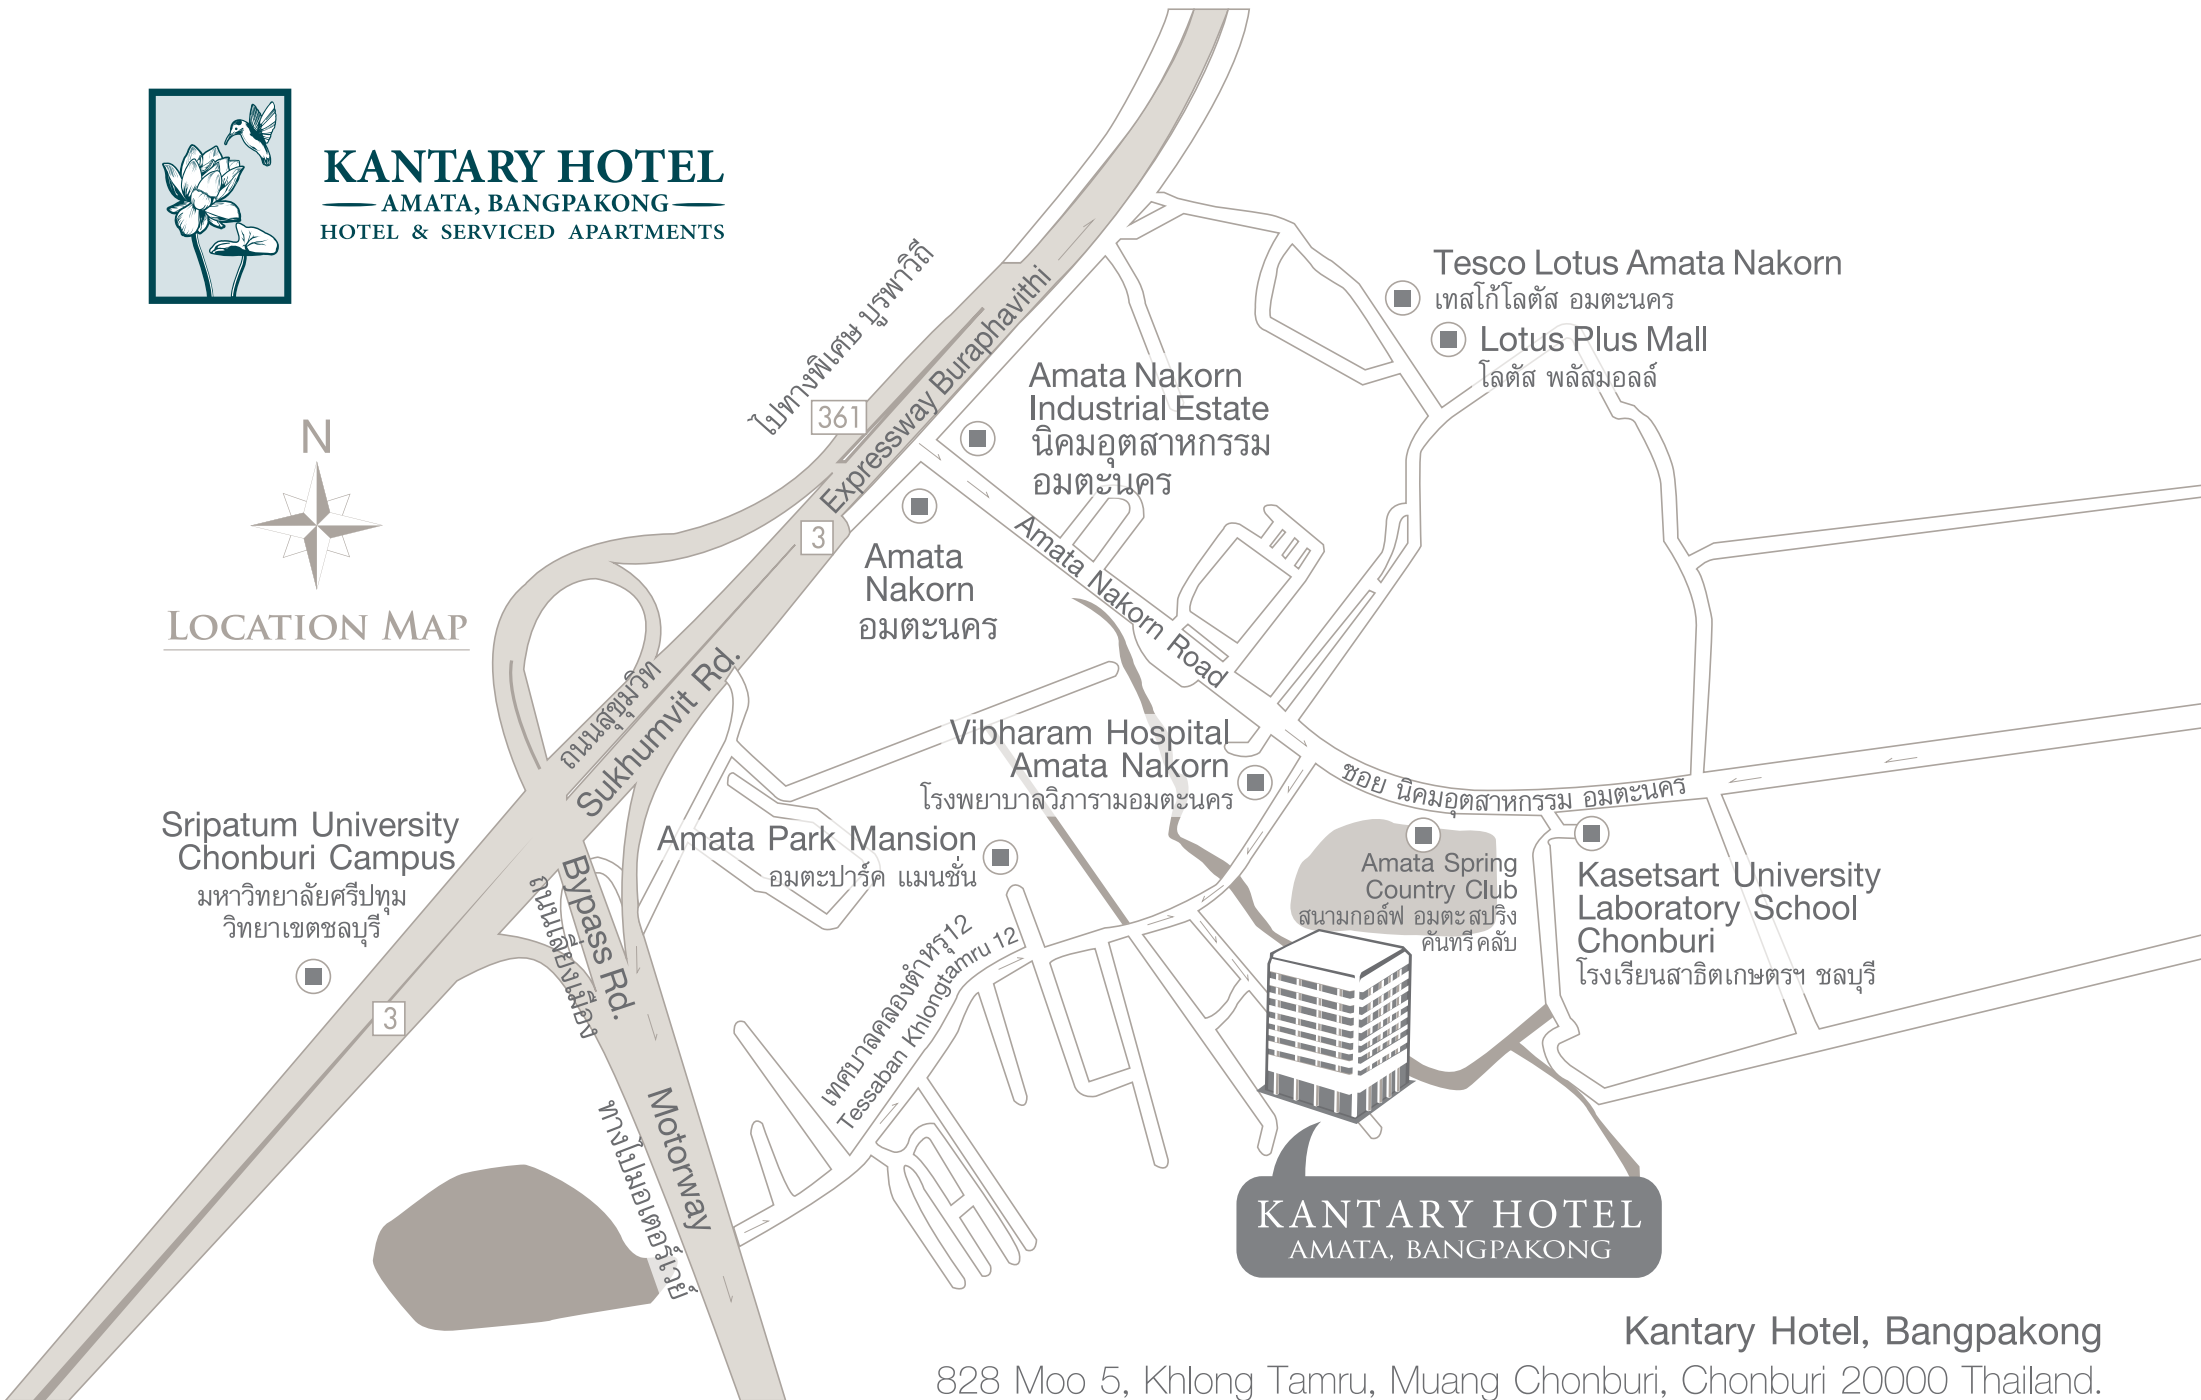 KANTARY HOTEL
AMATA, BANGPAKONG
HOTEL & SERVICED APARTMENTS
N
LOCATION MAP
ไปทางพิเศษ บูรพาวิถี
361
Expressway Buraphavithi
3
Tesco Lotus Amata Nakorn
เทสโก้โลตัส อมตะนคร
Lotus Plus Mall
โลตัส พลัสมอลล์
Amata Nakorn
Industrial Estate
นิคมอุตสาหกรรม
อมตะนคร
Amata
Nakorn
อมตะนคร
Amata Nakorn Road
ถนนสุขุมวิท
Sukhumvit Rd.
Vibharam Hospital
Amata Nakorn
โรงพยาบาลวิภารามอมตะนคร
ซอย นิคมอุตสาหกรรม อมตะนคร
Sripatum University
Chonburi Campus
มหาวิทยาลัยศรีปทุม
วิทยาเขตชลบุรี
Amata Park Mansion
อมตะปาร์ค แมนชั่น
Amata Spring
Country Club
สนามกอล์ฟ อมตะสปริง
คันทรีคลับ
Kasetsart University
Laboratory School
Chonburi
โรงเรียนสาธิตเกษตรฯ ชลบุรี
Bypass Rd.
ถนนเลี่ยงเมือง
3
เทศบาลคลองตำหรุ12
Tessaban Khlongtamru 12
Motorway
ทางไปมอเตอร์เวย์
KANTARY HOTEL
AMATA, BANGPAKONG
Kantary Hotel, Bangpakong
828 Moo 5, Khlong Tamru, Muang Chonburi, Chonburi 20000 Thailand.